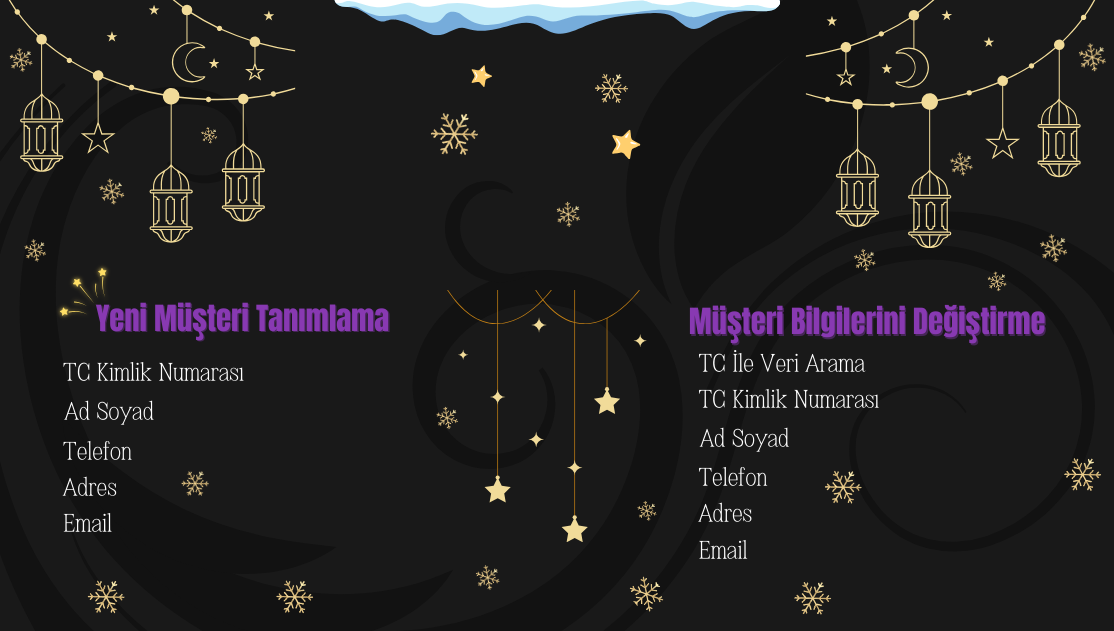 Yeni Müşteri Tanımlama
TC Kimlik Numarası
Ad Soyad
Telefon
Adres
Email
Müşteri Bilgilerini Değiştirme
TC İle Veri Arama
TC Kimlik Numarası
Ad Soyad
Telefon
Adres
Email